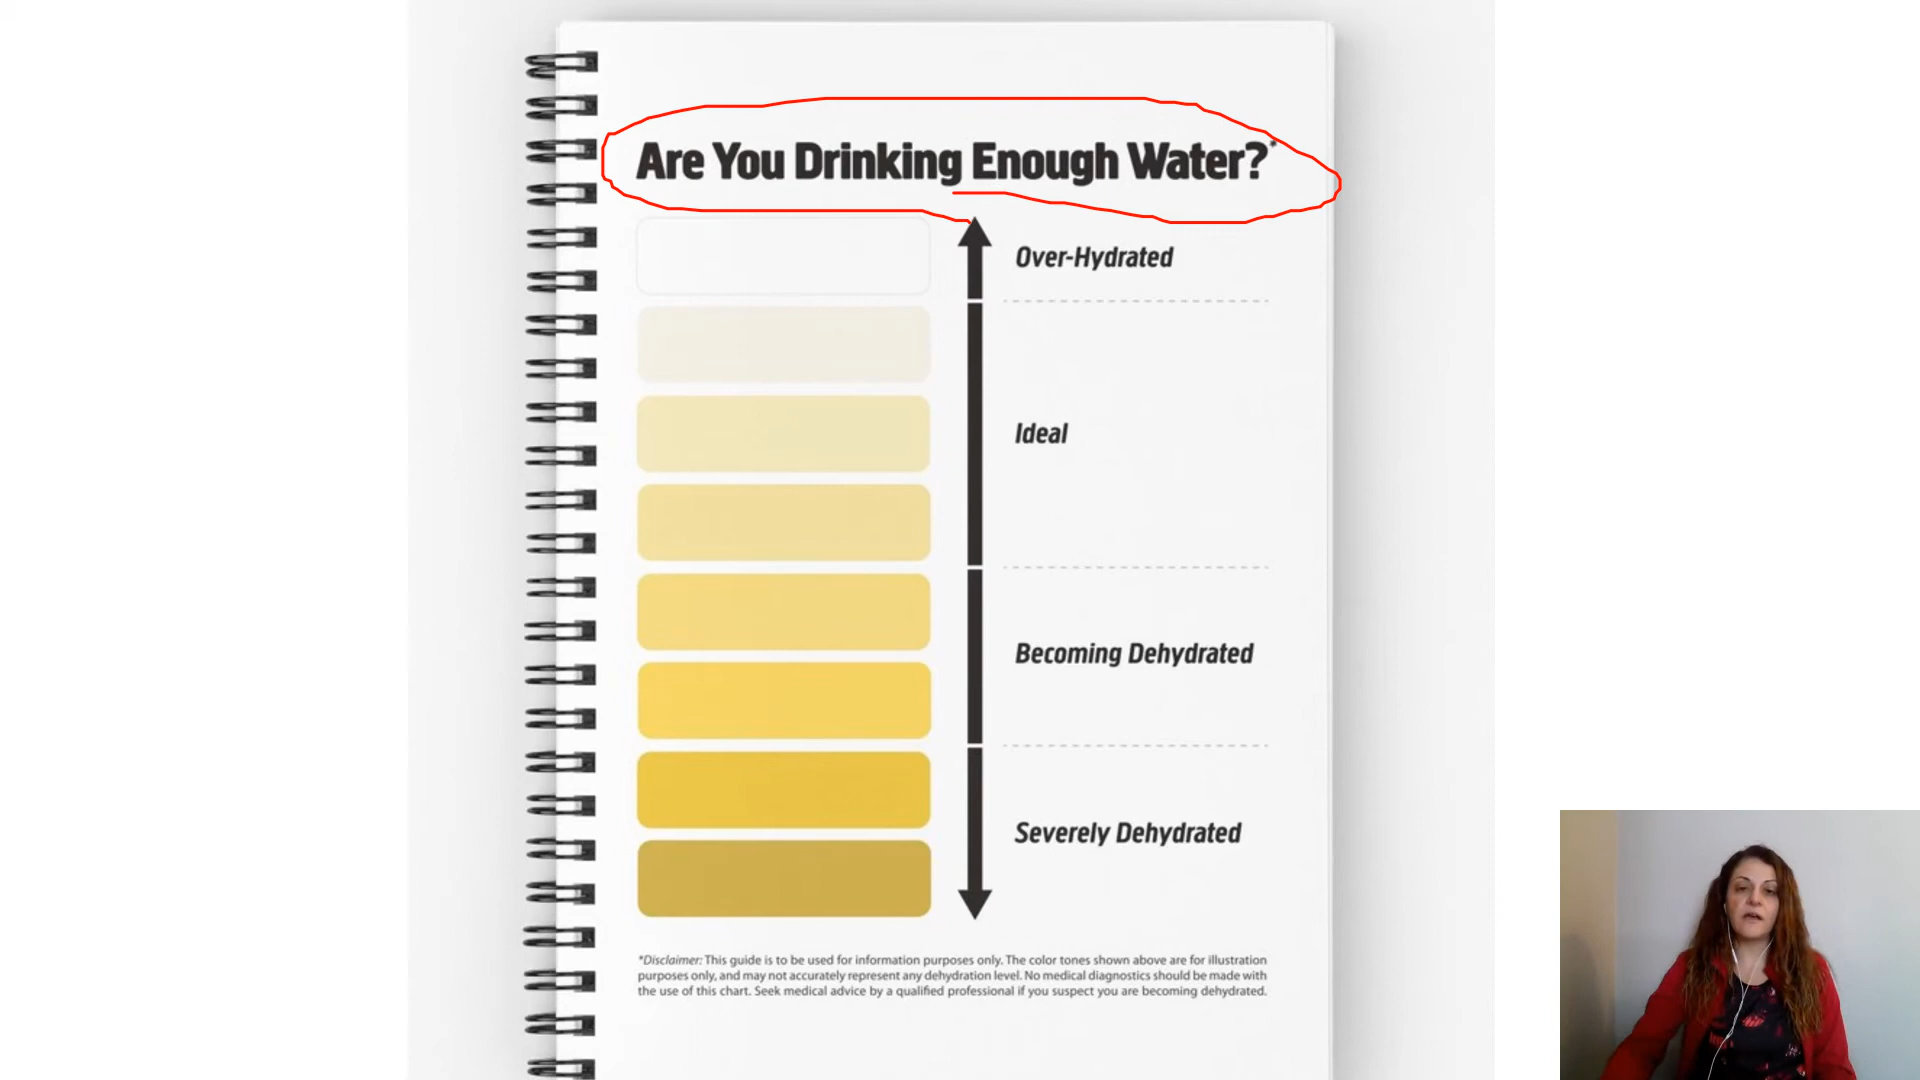 Are You Drinking Enough Water?*
Over-Hydrated
Ideal
Becoming Dehydrated
Severely Dehydrated
*Disclaimer: This guide is to be used for information purposes only. The color tones shown above are for illustration
purposes only, and may not accurately represent any dehydration level. No medical diagnostics should be made with
the use of this chart. Seek medical advice by a qualified professional if you suspect you are becoming dehydrated.